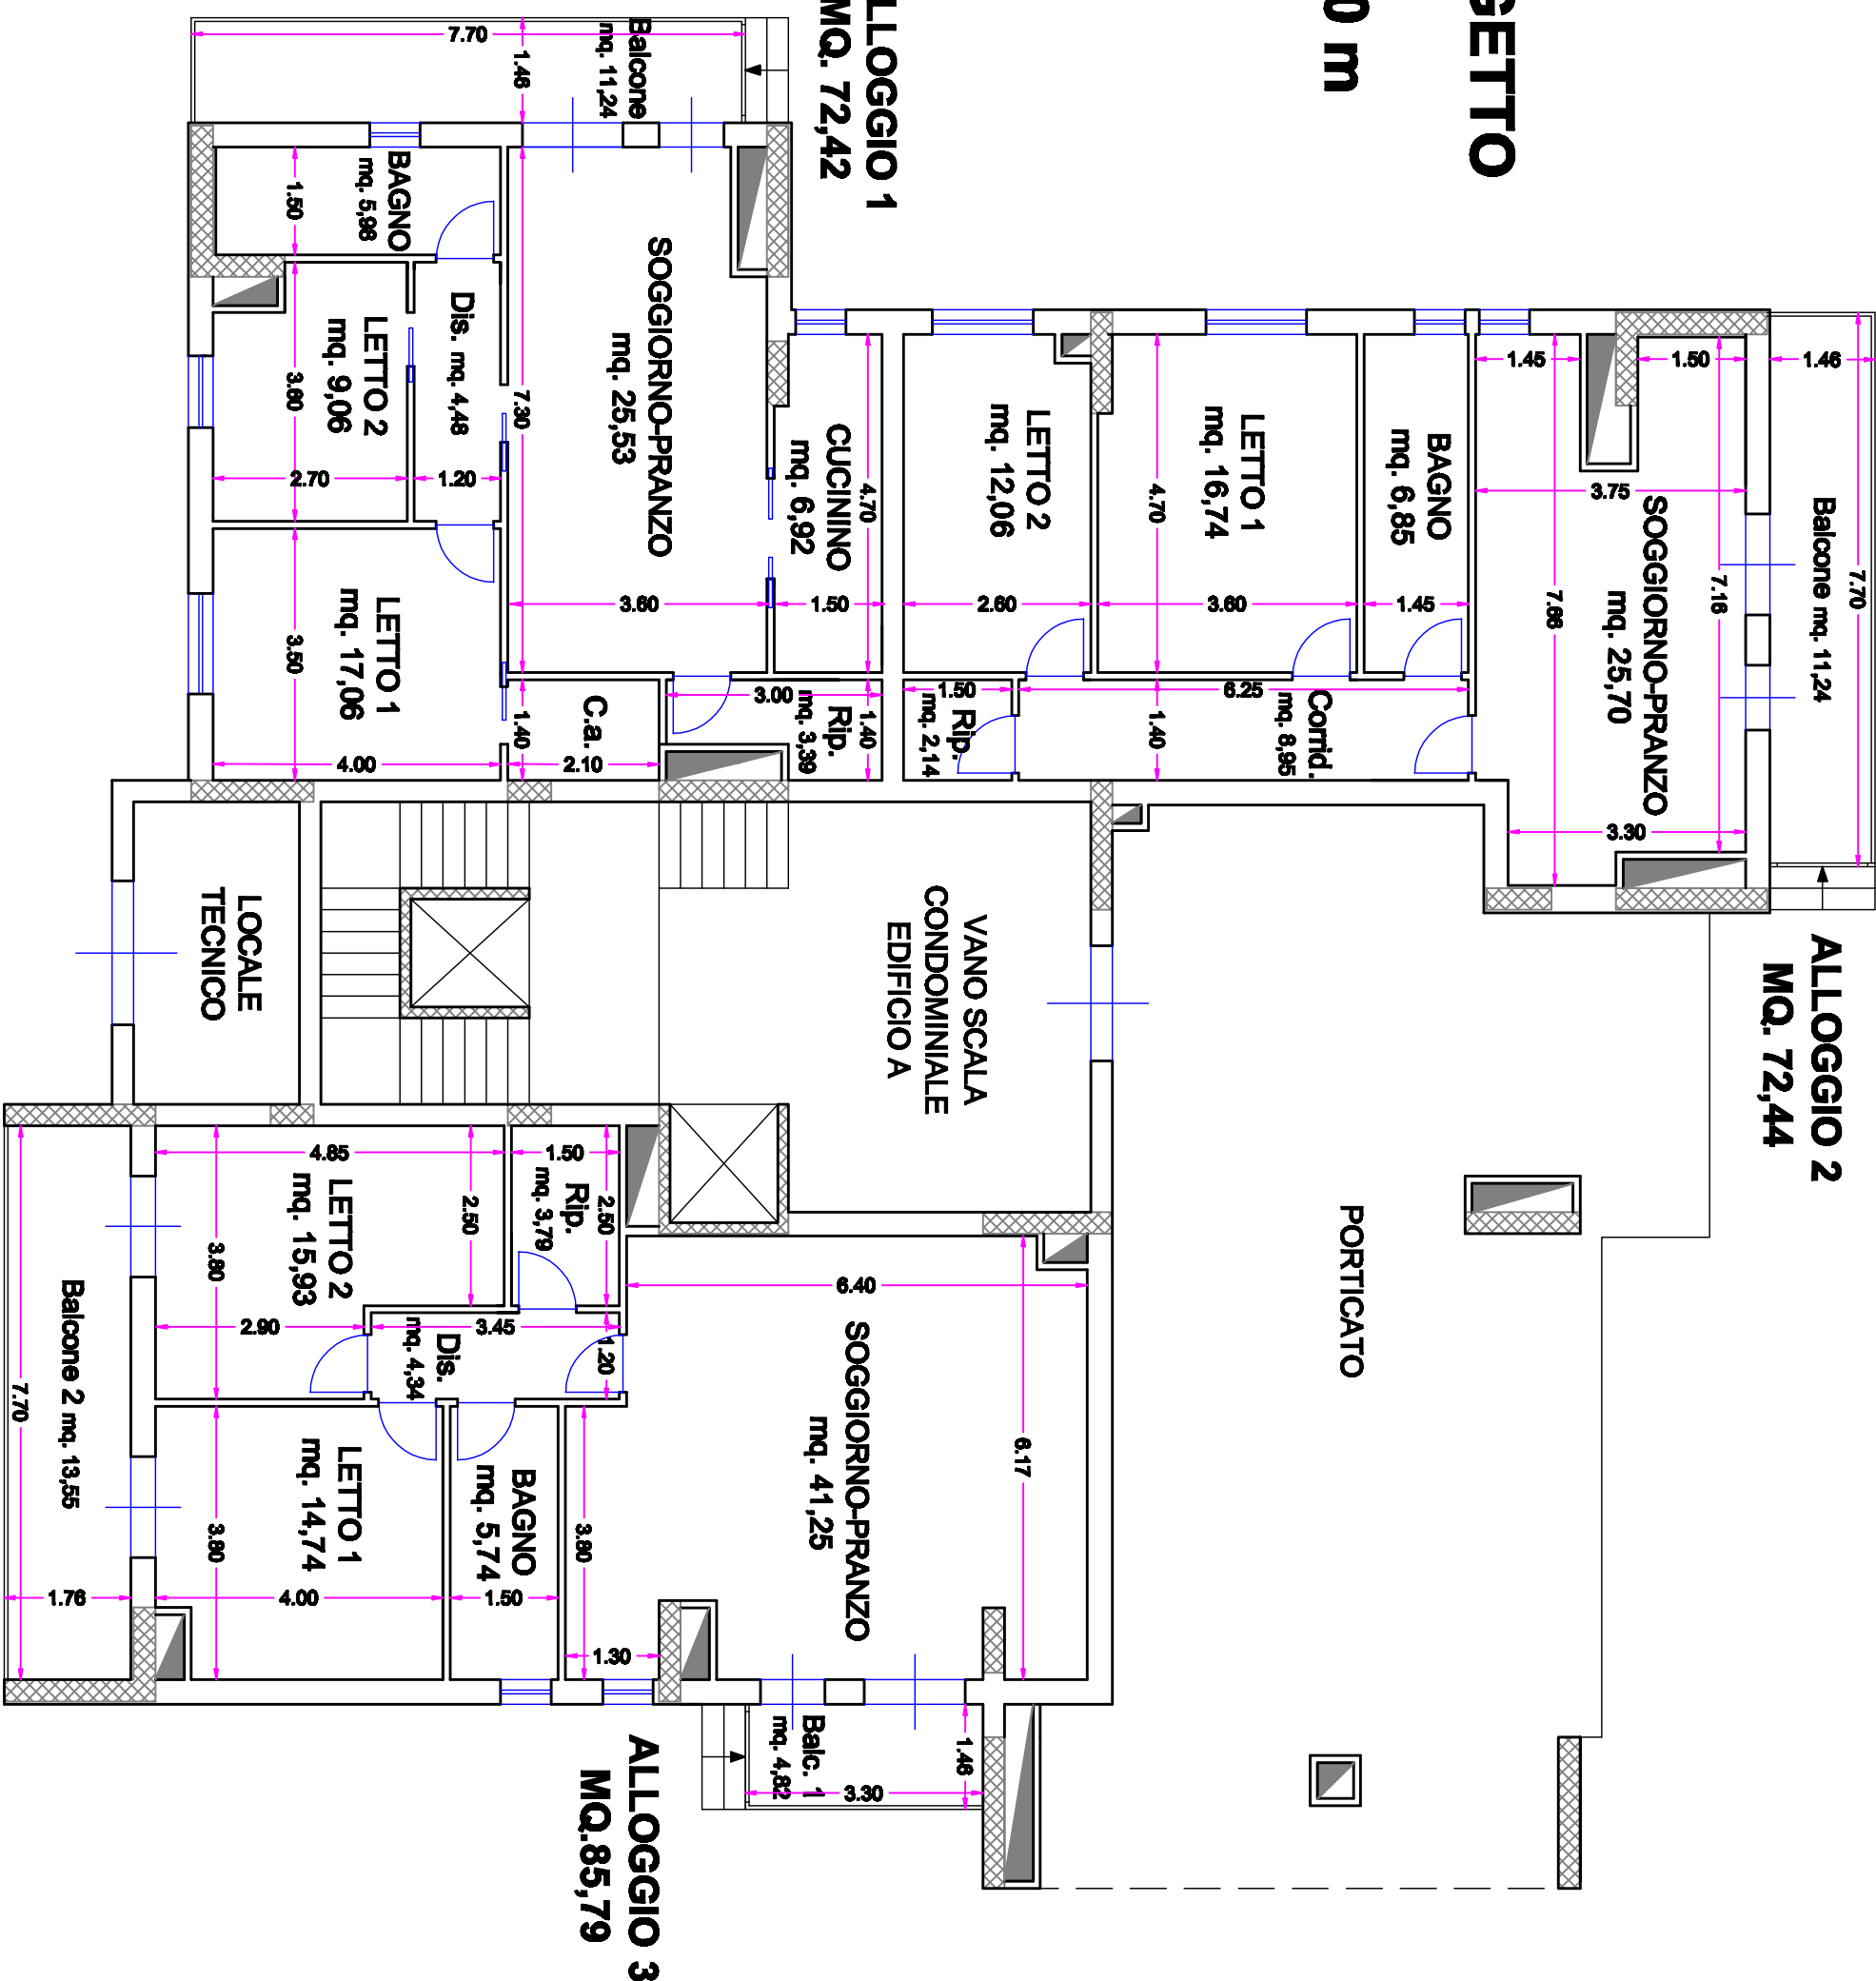 GETTO
0 m
LLOGGIO 1
MQ. 72,42
ALLOGGIO 2
MQ. 72,44
ALLOGGIO 3
MQ.85,79
Balcone
mq. 11,24
7.70
1.46
BAGNO
mq. 5,98
1.50
Dis. mq. 4,48
LETTO 2
mq. 9,06
3.60
2.70
1.20
SOGGIORNO-PRANZO
mq. 25,53
7.30
3.60
CUCININO
mq. 6,92
4.70
1.50
LETTO 1
mq. 17,06
3.50
4.00
C.a.
1.40
2.10
Rip.
mq. 3,39
3.00
1.40
LETTO 2
mq. 12,06
2.60
LETTO 1
mq. 16,74
4.70
3.60
BAGNO
mq. 6,85
1.45
Rip.
mq. 2,14
1.50
Corrid.
mq. 8,95
6.25
1.40
SOGGIORNO-PRANZO
mq. 25,70
1.45
1.50
3.75
7.16
7.66
3.30
Balcone mq. 11,24
7.70
1.46
LOCALE
TECNICO
VANO SCALA
CONDOMINIALE
EDIFICIO A
PORTICATO
LETTO 2
mq. 15,93
4.85
2.50
3.80
2.90
Rip.
mq. 3,79
1.50
2.50
Dis.
mq. 4,34
3.45
1.20
SOGGIORNO-PRANZO
mq. 41,25
6.40
6.17
3.80
1.30
LETTO 1
mq. 14,74
3.80
4.00
BAGNO
mq. 5,74
1.50
Balcone 2 mq. 13,55
7.70
1.76
Balc. 1
mq. 4,82
3.30
1.46